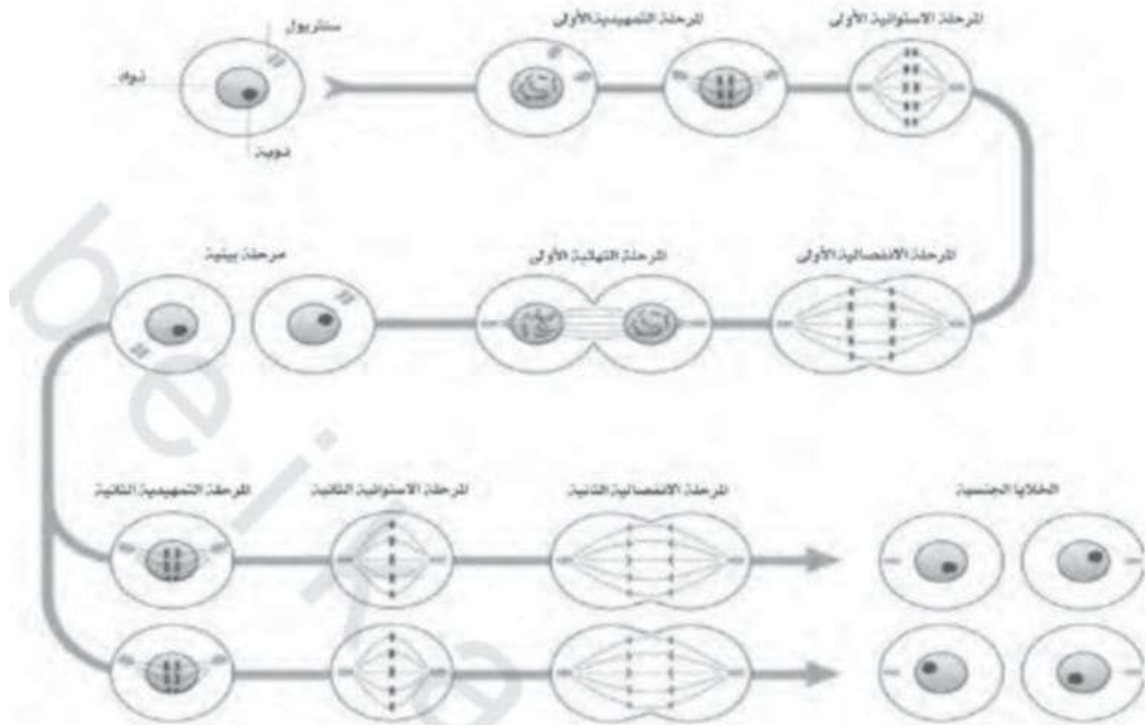 المرحلة الاستوائية الأولى
المرحلة التمهيدية الأولى
سنتريول
نواة
نوية
المرحلة الانفصالية الأولى
المرحلة النهائية الأولى
مرحلة بينية
المرحلة التمهيدية الثانية
المرحلة الاستوائية الثانية
المرحلة الانفصالية الثانية
الخلايا الجنسية